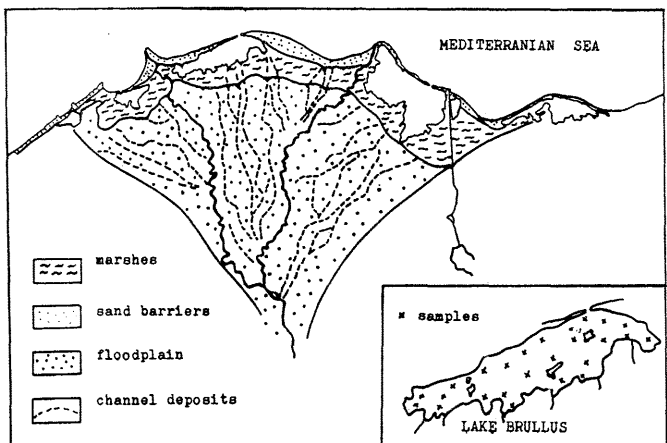 MEDITERRANIAN SEA
marshes
sand barriers
floodplain
channel deposits
x samples
LAKE BRULLUS